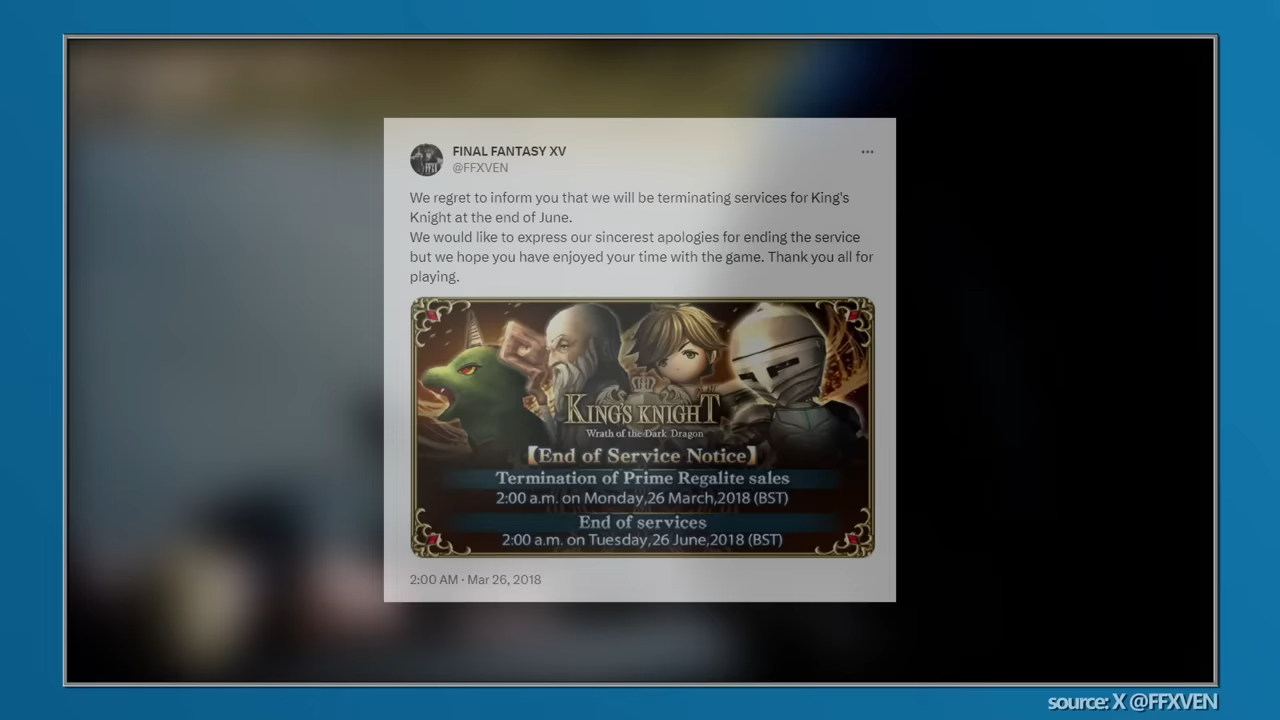 FINAL FANTASY XV
@FFXVEN
We regret to inform you that we will be terminating services for King's
Knight at the end of June.
We would like to express our sincerest apologies for ending the service
but we hope you have enjoyed your time with the game. Thank you all for
playing.
KING'S KNIGHT
Wrath of the Dark Dragon
【End of Service Notice】
Termination of Prime Regalite sales
2:00 a.m. on Monday,26 March,2018 (BST)
End of services
2:00 a.m. on Tuesday,26 June,2018 (BST)
2:00 AM · Mar 26, 2018
source: X @FFXVEN